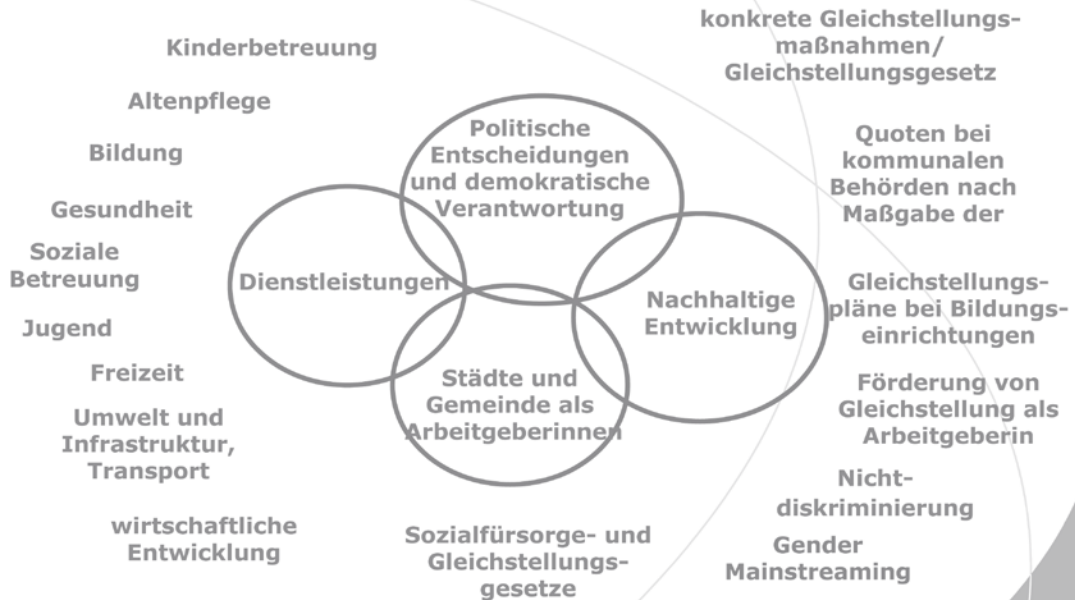 Kinderbetreuung
Altenpflege
Bildung
Gesundheit
Soziale
Betreuung
Jugend
Freizeit
Umwelt und
Infrastruktur,
Transport
wirtschaftliche
Entwicklung
Politische
Entscheidungen
und demokratische
Verantwortung
Dienstleistungen
Nachhaltige
Entwicklung
Städte und
Gemeinde als
Arbeitgeberinnen
Sozialfürsorge- und
Gleichstellungs-
gesetze
konkrete Gleichstellungs-
maßnahmen/
Gleichstellungsgesetz
Quoten bei
kommunalen
Behörden nach
Maßgabe der
Gleichstellungs-
pläne bei Bildungs-
einrichtungen
Förderung von
Gleichstellung als
Arbeitgeberin
Nicht-
diskriminierung
Gender
Mainstreaming